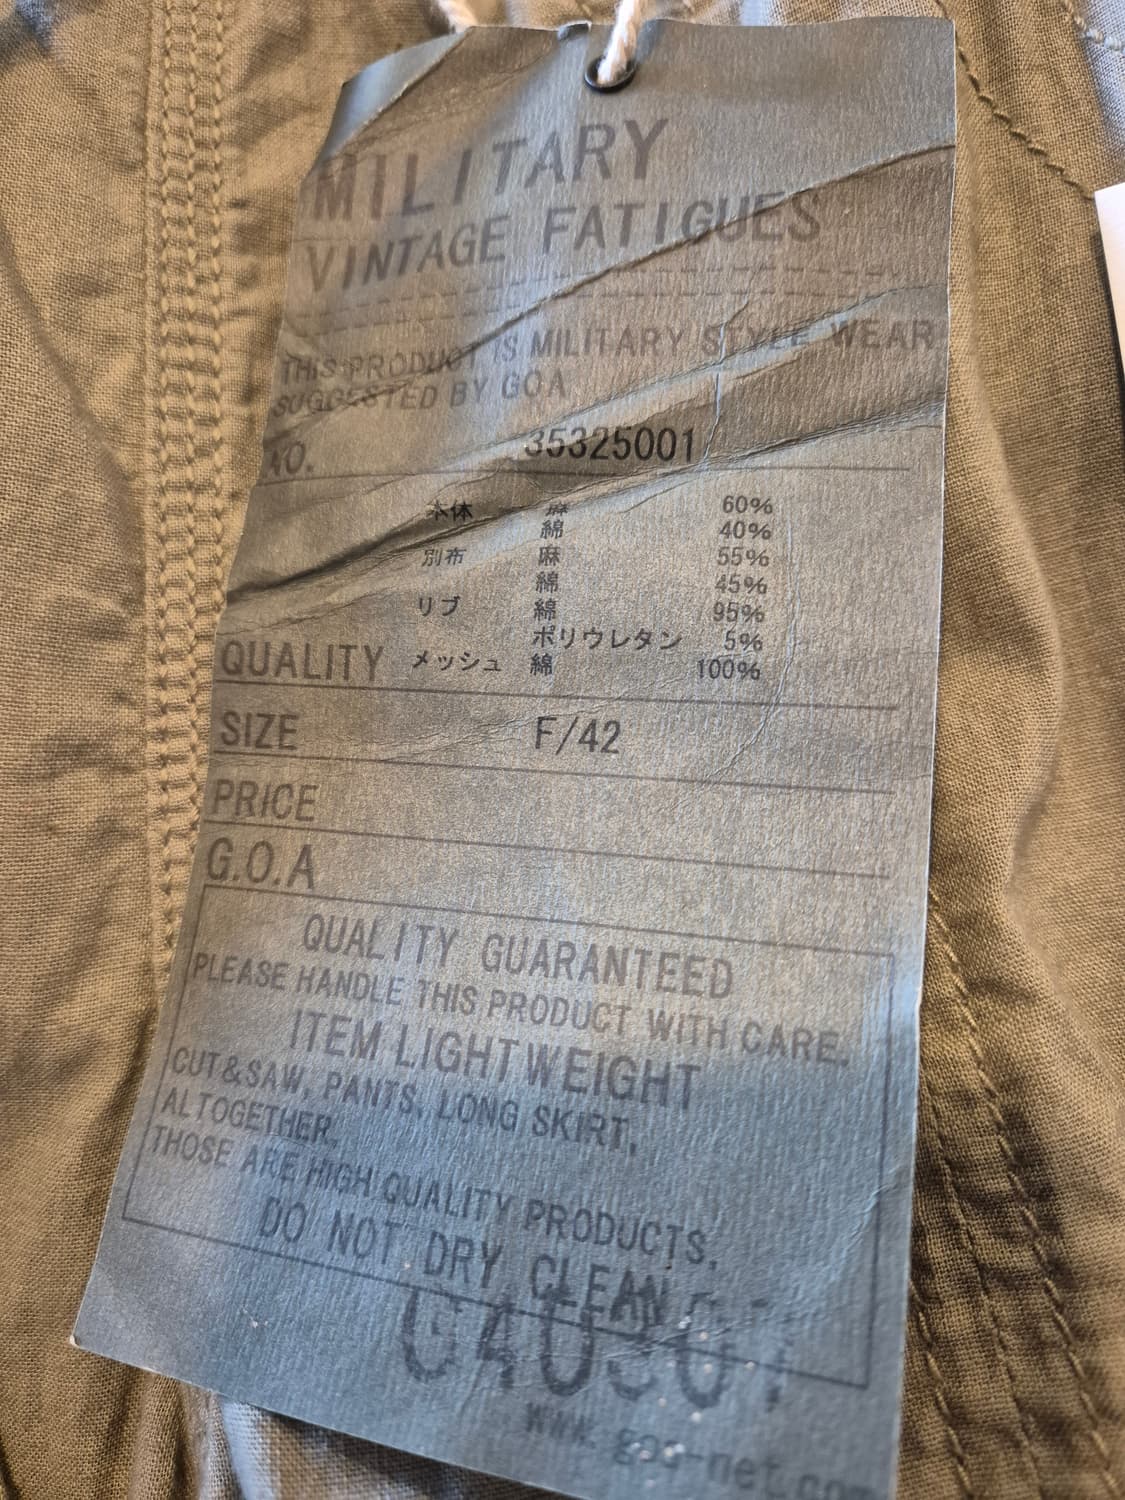 MILITARY
VINTAGE FATIGUES
THIS PRODUCT IS MILITARY STYLE WEAR
SUGGESTED BY GOA
NO. 35325001
本体 麻 60%
綿 40%
別布 麻 55%
綿 45%
リブ 綿 95%
ポリウレタン 5%
QUALITY メッシュ 綿 100%
SIZE F/42
PRICE
G.O.A
QUALITY GUARANTEED
PLEASE HANDLE THIS PRODUCT WITH CARE.
ITEM LIGHTWEIGHT
CUT&SAW, PANTS, LONG SKIRT,
ALTOGETHER.
THOSE ARE HIGH QUALITY PRODUCTS.
DO NOT DRY CLEAN